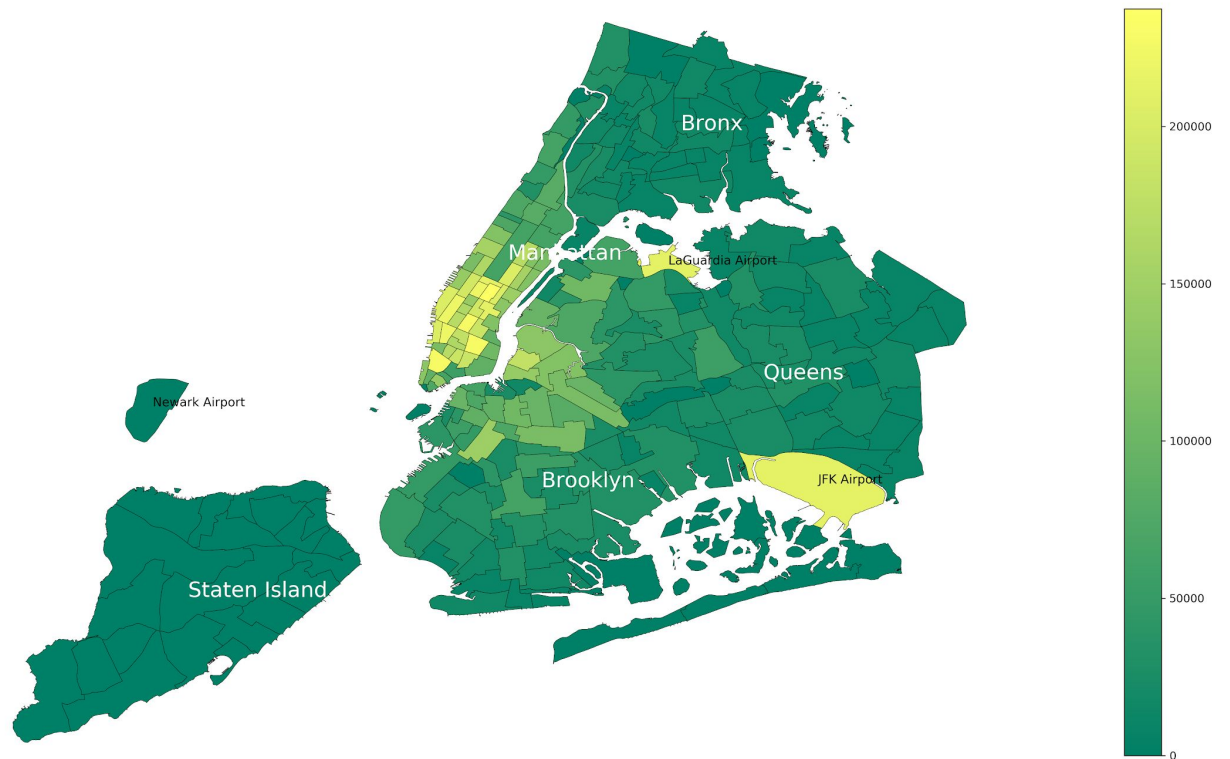 200000
Bronx
Manhattan
LaGuardia Airport
150000
Queens
Newark Airport
100000
JFK Airport
Brooklyn
Staten Island
50000
0